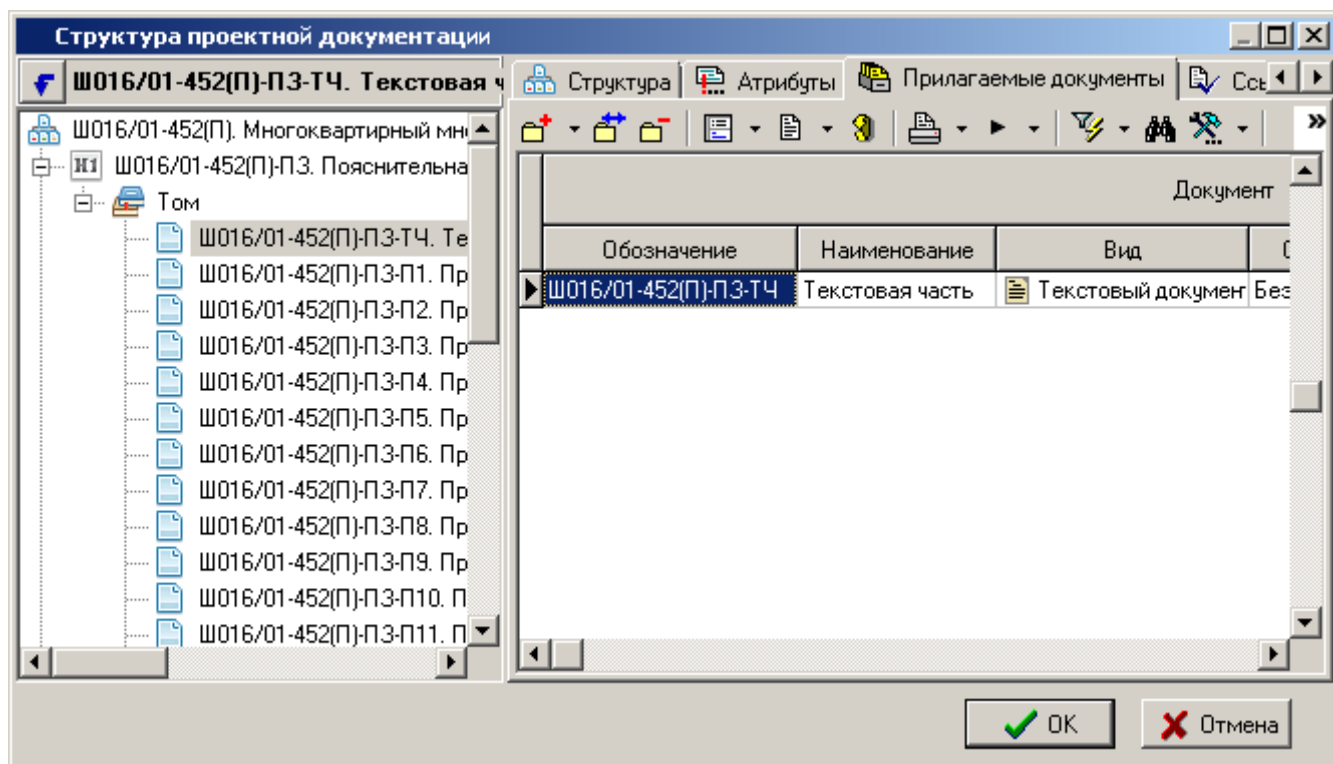 Структура проектной документации
Ш016/01-452(П)-ПЗ-ТЧ. Текстовая ч
Структура Атрибуты Прилагаемые документы Ссы
Ш016/01-452(П). Многоквартирный мн
Н1 Ш016/01-452(П)-ПЗ. Пояснительна
Том
Ш016/01-452(П)-ПЗ-ТЧ. Те
Ш016/01-452(П)-ПЗ-П1. Пр
Ш016/01-452(П)-ПЗ-П2. Пр
Ш016/01-452(П)-ПЗ-П3. Пр
Ш016/01-452(П)-ПЗ-П4. Пр
Ш016/01-452(П)-ПЗ-П5. Пр
Ш016/01-452(П)-ПЗ-П6. Пр
Ш016/01-452(П)-ПЗ-П7. Пр
Ш016/01-452(П)-ПЗ-П8. Пр
Ш016/01-452(П)-ПЗ-П9. Пр
Ш016/01-452(П)-ПЗ-П10. П
Ш016/01-452(П)-ПЗ-П11. П
Документ
Обозначение Наименование Вид
Ш016/01-452(П)-ПЗ-ТЧ Текстовая часть Текстовый документ Без
OK Отмена